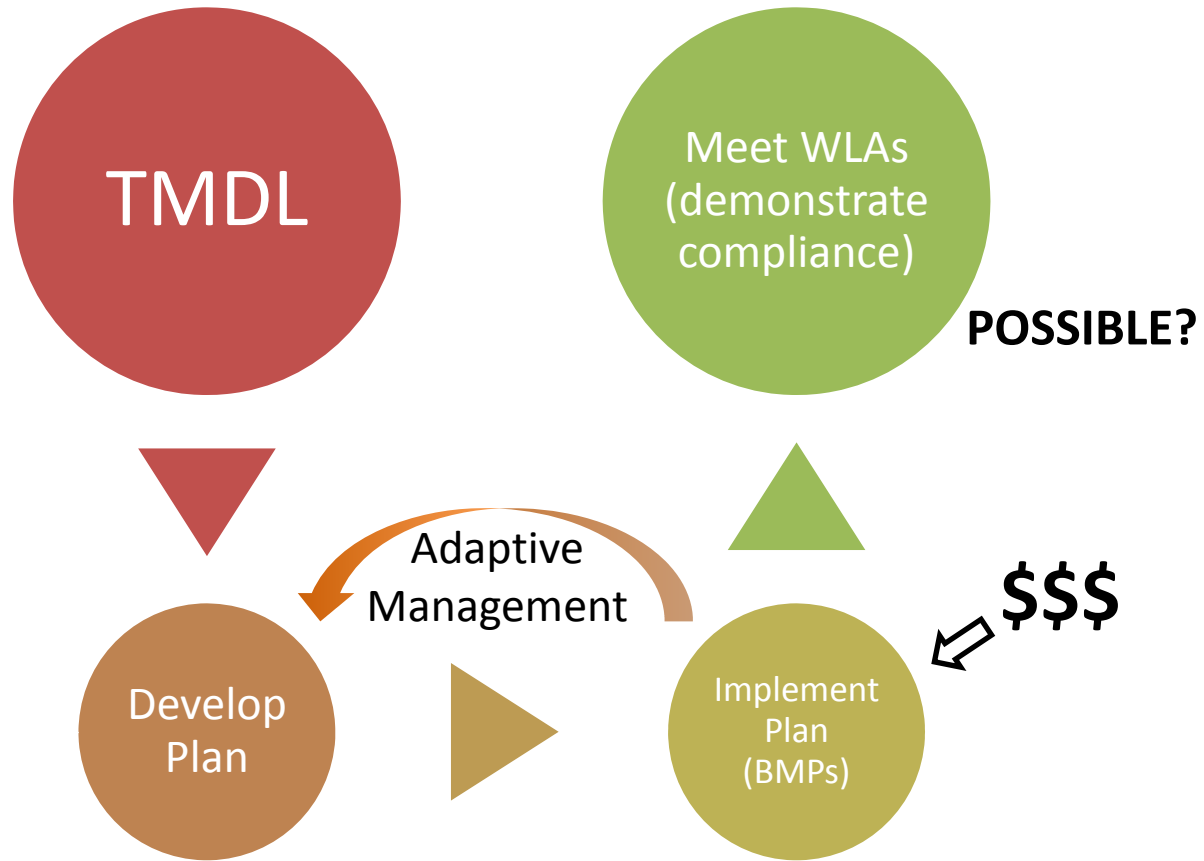 TMDL
Meet WLAs
(demonstrate
compliance)
POSSIBLE?
Adaptive
Management
$$$
Develop
Plan
Implement
Plan
(BMPs)